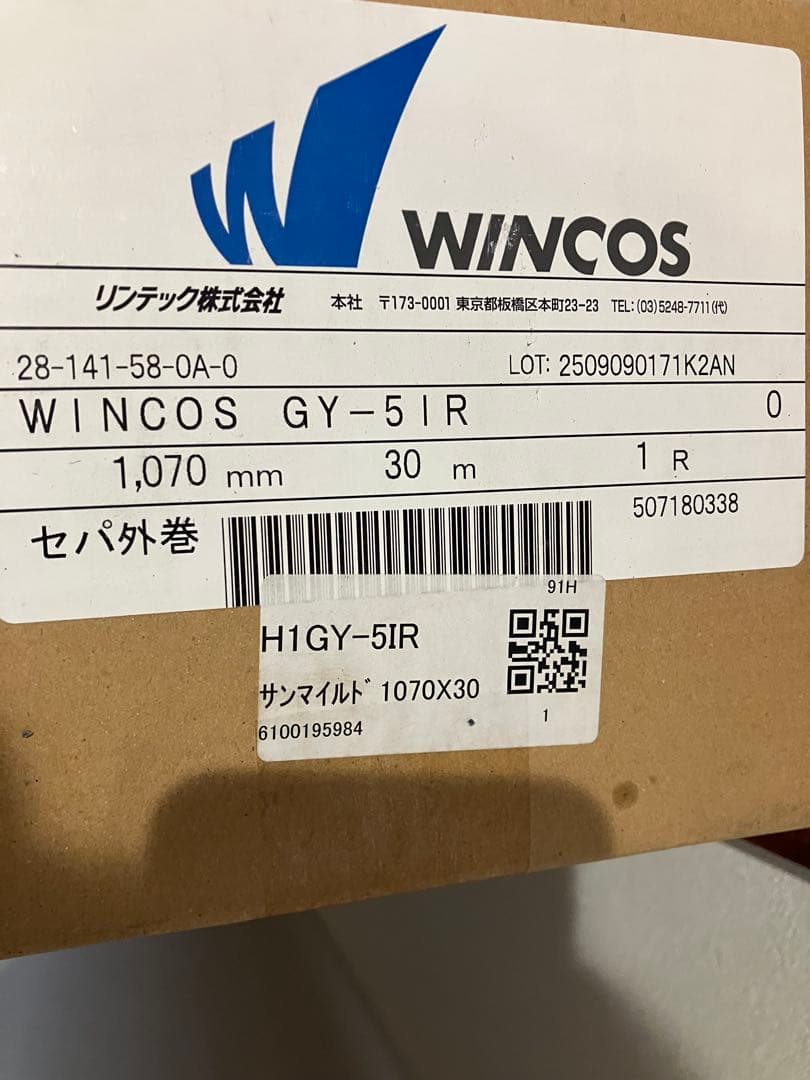 W
WINCOS
リンテック株式会社 本社 〒173-0001 東京都板橋区本町23-23 TEL:(03)5248-7711(代)
28-141-58-0A-0 LOT: 2509090171K2AN
WINCOS GY-5IR 0
1,070 mm 30 m 1 R
507180338
セパ外巻
91H
H1GY-5IR
サンマイルド 1070X30
6100195984 1